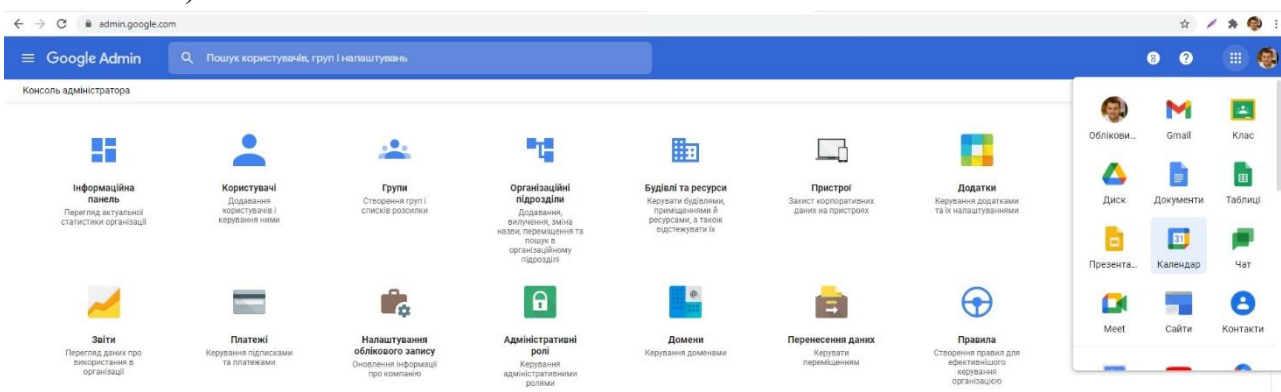 admin.google.com
Google Admin
Пошук користувачів, груп і налаштувань
Консоль адміністратора
Інформаційна
панель
Перегляд актуальної
статистики організації
Користувачі
Додавання
користувачів і
керування ними
Групи
Створення груп і
списків розсилки
Організаційні
підрозділи
Додавання,
вилучення, зміна
назви, переміщення та
пошук в
організаційному
підрозділі
Будівлі та ресурси
Керувати будівлями,
приміщеннями й
ресурсами, а також
відстежувати їх
Пристрої
Захист корпоративних
даних на пристроях
Додатки
Керування додатками
та їх налаштуваннями
Звіти
Перегляд даних про
використання в
організації
Платежі
Керування підписками
та платежами
Налаштування
облікового запису
Оновлення інформації
про компанію
Адміністративні
ролі
Керування
адміністративними
ролями
Домени
Керування доменами
Перенесення даних
Керувати
переміщенням
Правила
Створення правил для
ефективнішого
керування
організацією
Облікови...
Gmail
Клас
Диск
Документи
Таблиці
Презента...
31
Календар
Чат
Meet
Сайти
Контакти